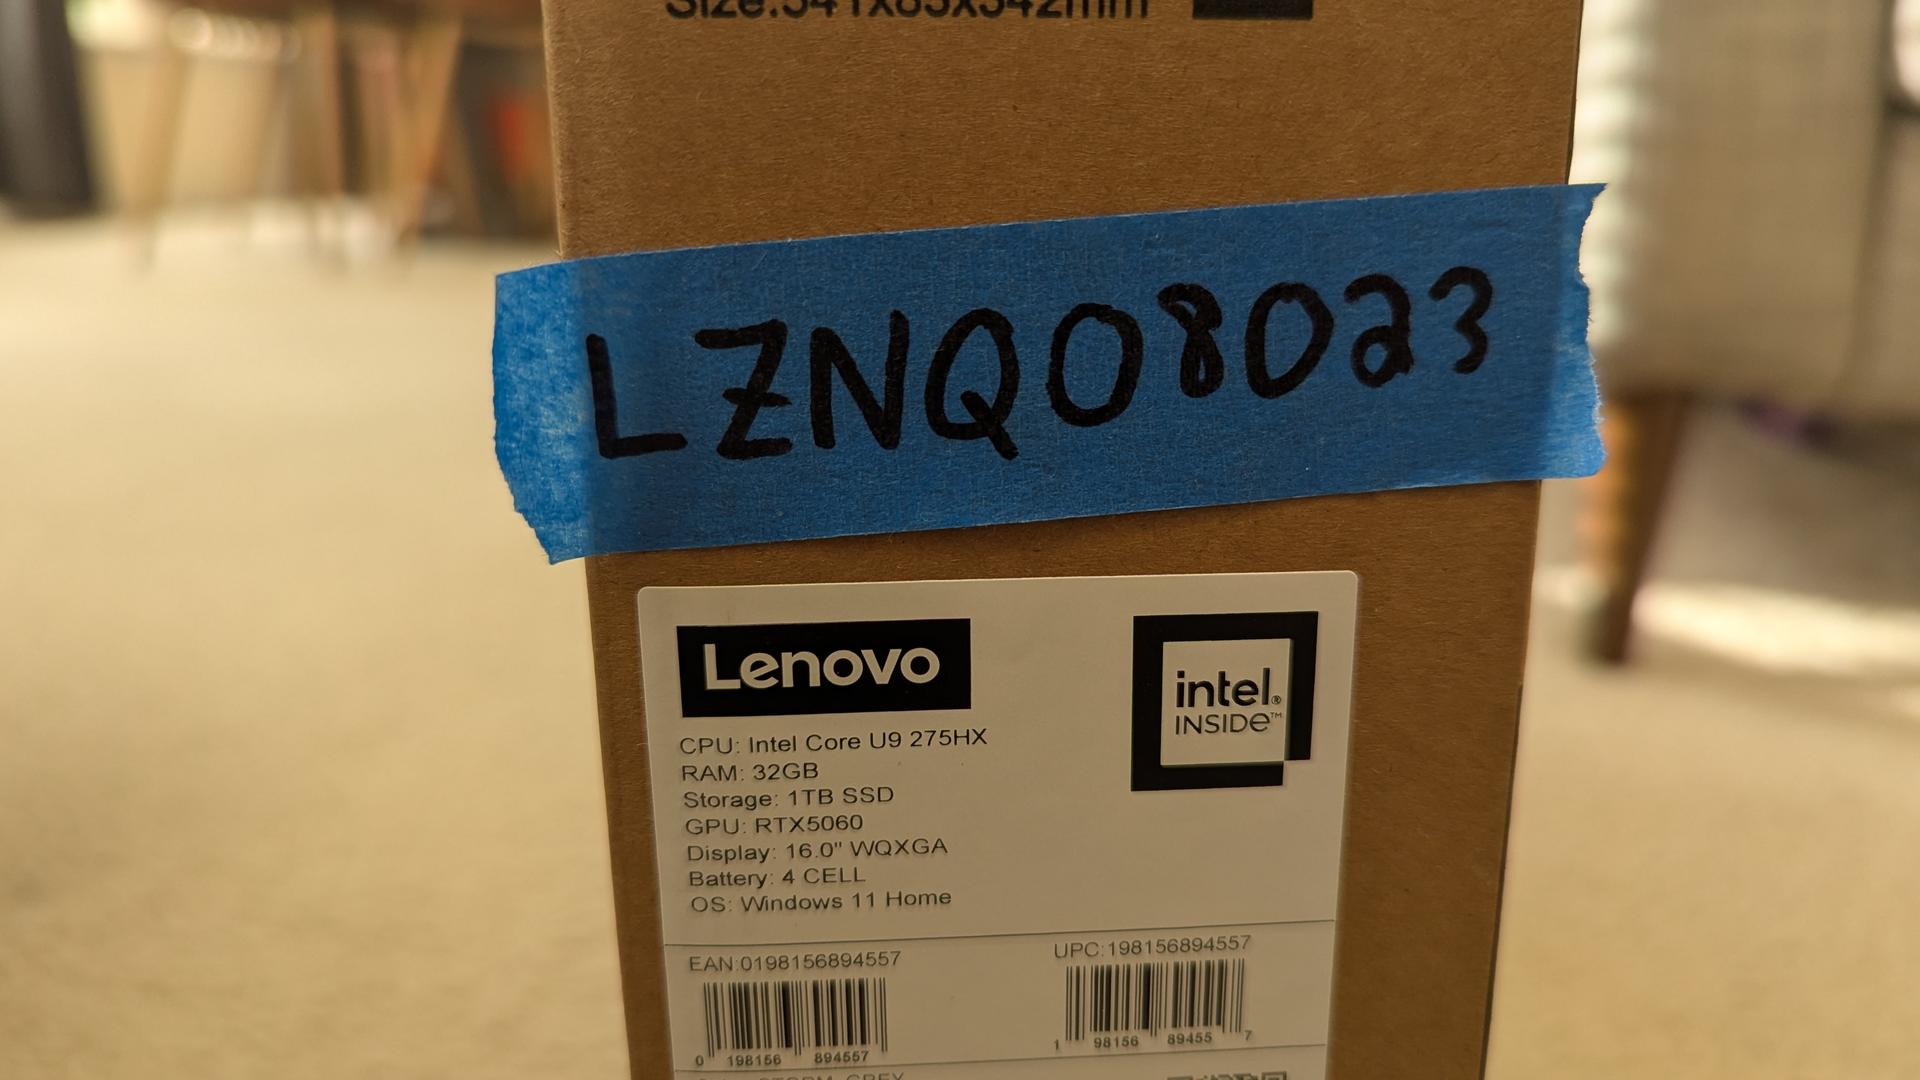 Size:341x85x342mm
LZNQ08023
Lenovo
intel®
INSIDE™
CPU: Intel Core U9 275HX
RAM: 32GB
Storage: 1TB SSD
GPU: RTX5060
Display: 16.0" WQXGA
Battery: 4 CELL
OS: Windows 11 Home
EAN:0198156894557
UPC:198156894557
0 198156 894557
1 98156 89455 7